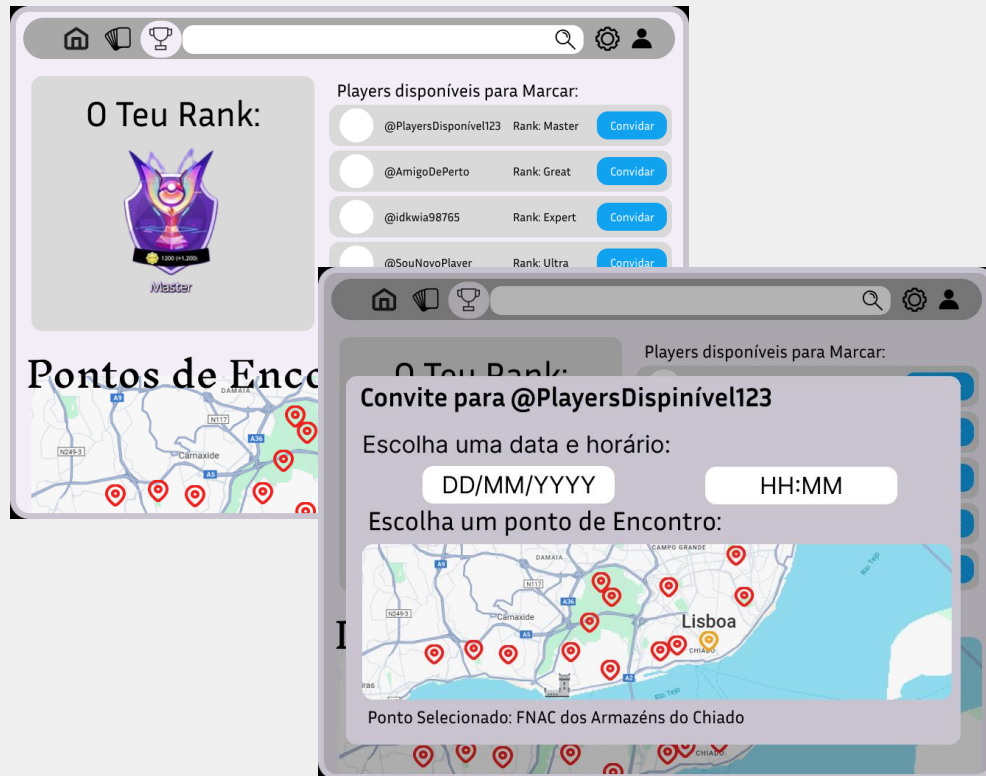 O Teu Rank:
1200 (+1,200)
Master
Players disponíveis para Marcar:
@PlayersDisponível123 Rank: Master Convidar
@AmigoDePerto Rank: Great Convidar
@idkwia98765 Rank: Expert Convidar
@SouNovoPlayer Rank: Ultra Convidar
Pontos de Enco
DAMAIA
A9
N117
A36
N249-3
Carnaxide
A5
O Teu Rank:
Players disponíveis para Marcar:
Convite para @PlayersDispinível123
Escolha uma data e horário:
DD/MM/YYYY HH:MM
Escolha um ponto de Encontro:
CAMPO GRANDE
DAMAIA
A9
N117
Rio Tejo
A36
N249-3
Carnaxide
Lisboa
A5
CHIADO
A2
ras
Rio Tejo
Ponto Selecionado: FNAC dos Armazéns do Chiado
CHIADO